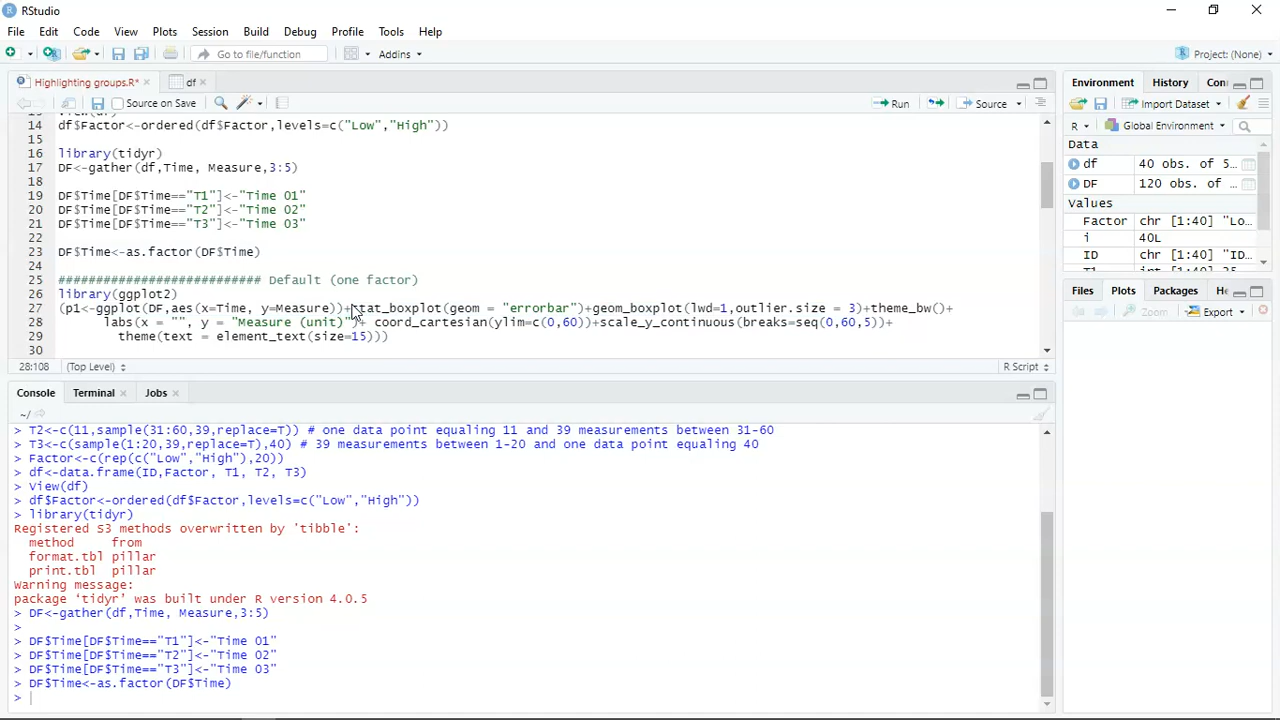 RStudio
File Edit Code View Plots Session Build Debug Profile Tools Help
Go to file/function Addins Project: (None)
Highlighting groups.R* df
Source on Save Run Source
14 df$Factor<-ordered(df$Factor,levels=c("Low","High"))
15
16 library(tidyr)
17 DF<-gather(df,Time, Measure,3:5)
18
19 DF$Time[DF$Time=="T1"]<-"Time 01"
20 DF$Time[DF$Time=="T2"]<-"Time 02"
21 DF$Time[DF$Time=="T3"]<-"Time 03"
22
23 DF$Time<-as.factor(DF$Time)
24
25 ########################### Default (one factor)
26 library(ggplot2)
27 (p1<-ggplot(DF,aes(x=Time, y=Measure))+stat_boxplot(geom = "errorbar")+geom_boxplot(lwd=1,outlier.size = 3)+theme_bw()+
28 labs(x = "", y = "Measure (unit)")+ coord_cartesian(ylim=c(0,60))+scale_y_continuous(breaks=seq(0,60,5))+
29 theme(text = element_text(size=15)))
30
28:108 (Top Level) R Script
Console Terminal Jobs
~/
> T2<-c(11,sample(31:60,39,replace=T)) # one data point equaling 11 and 39 measurements between 31-60
> T3<-c(sample(1:20,39,replace=T),40) # 39 measurements between 1-20 and one data point equaling 40
> Factor<-c(rep(c("Low","High"),20))
> df<-data.frame(ID,Factor, T1, T2, T3)
> View(df)
> df$Factor<-ordered(df$Factor,levels=c("Low","High"))
> library(tidyr)
Registered S3 methods overwritten by 'tibble':
method from
format.tbl pillar
print.tbl pillar
Warning message:
package ‘tidyr’ was built under R version 4.0.5
> DF<-gather(df,Time, Measure,3:5)
>
> DF$Time[DF$Time=="T1"]<-"Time 01"
> DF$Time[DF$Time=="T2"]<-"Time 02"
> DF$Time[DF$Time=="T3"]<-"Time 03"
> DF$Time<-as.factor(DF$Time)
>
Environment History Con
Import Dataset
R Global Environment
Data
df 40 obs. of 5…
DF 120 obs. of …
Values
Factor chr [1:40] "Lo…
i 40L
ID chr [1:40] "ID…
Files Plots Packages He
Zoom Export